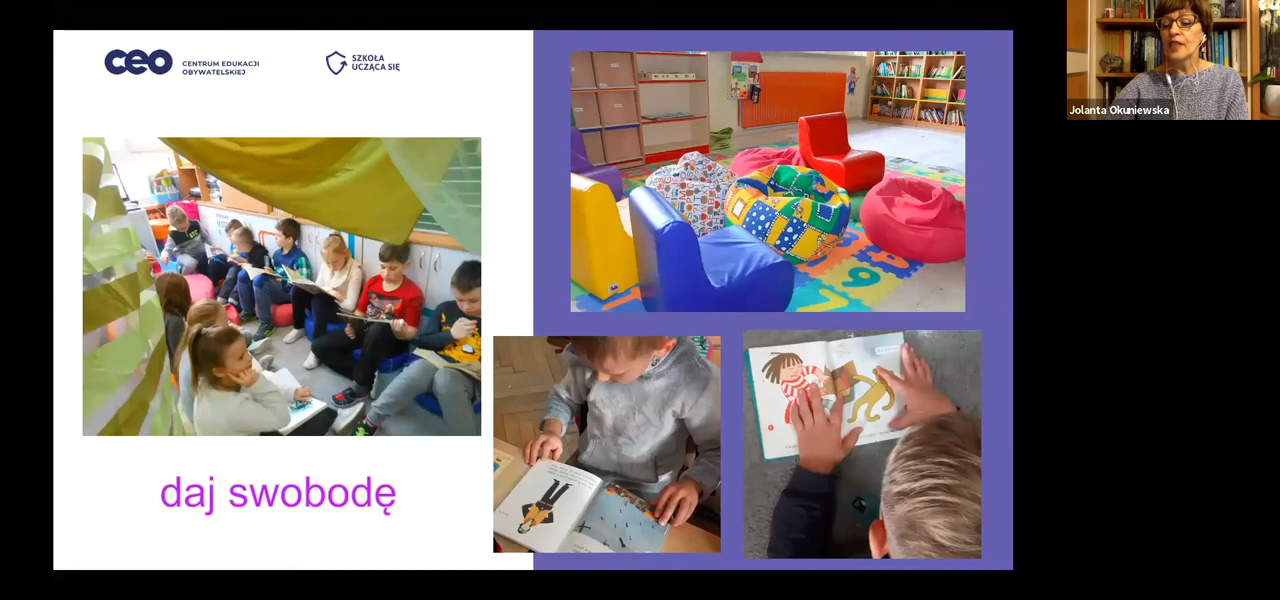 ceo
CENTRUM EDUKACJI
OBYWATELSKIEJ
SZKOŁA
UCZĄCA SIĘ
Jolanta Okuniewska
daj swobodę